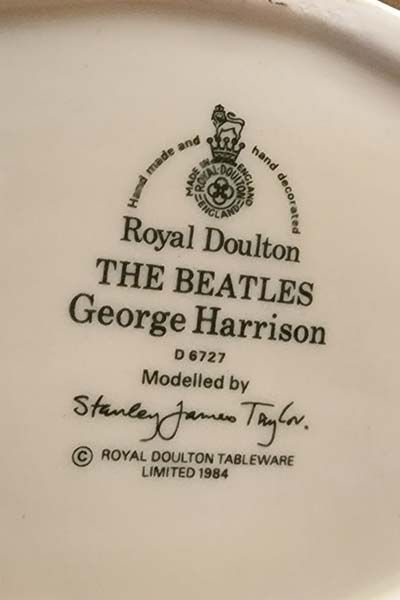 Hand made and hand decorated
MADE IN ENGLAND
ROYAL·DOULTON
ENGLAND
Royal Doulton
THE BEATLES
George Harrison
D 6727
Modelled by
Stanley James Taylor.
© ROYAL DOULTON TABLEWARE
LIMITED 1984